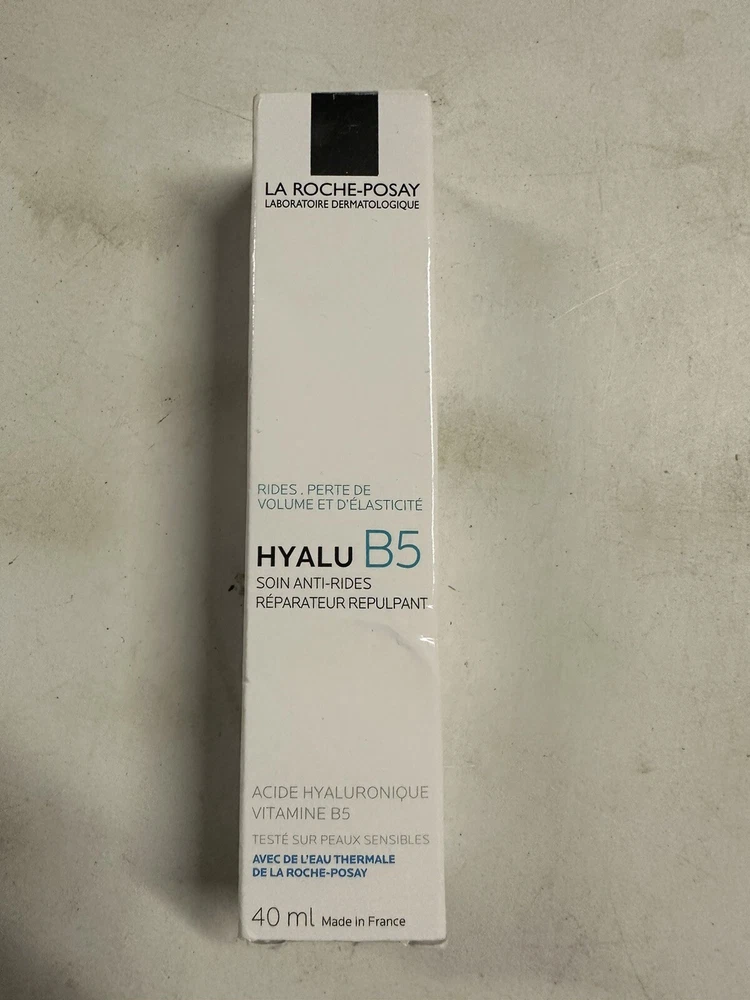 LA ROCHE-POSAY
LABORATOIRE DERMATOLOGIQUE
RIDES . PERTE DE
VOLUME ET D'ÉLASTICITÉ
HYALU B5
SOIN ANTI-RIDES
RÉPARATEUR REPULPANT
ACIDE HYALURONIQUE
VITAMINE B5
TESTÉ SUR PEAUX SENSIBLES
AVEC DE L'EAU THERMALE
DE LA ROCHE-POSAY
40 ml Made in France